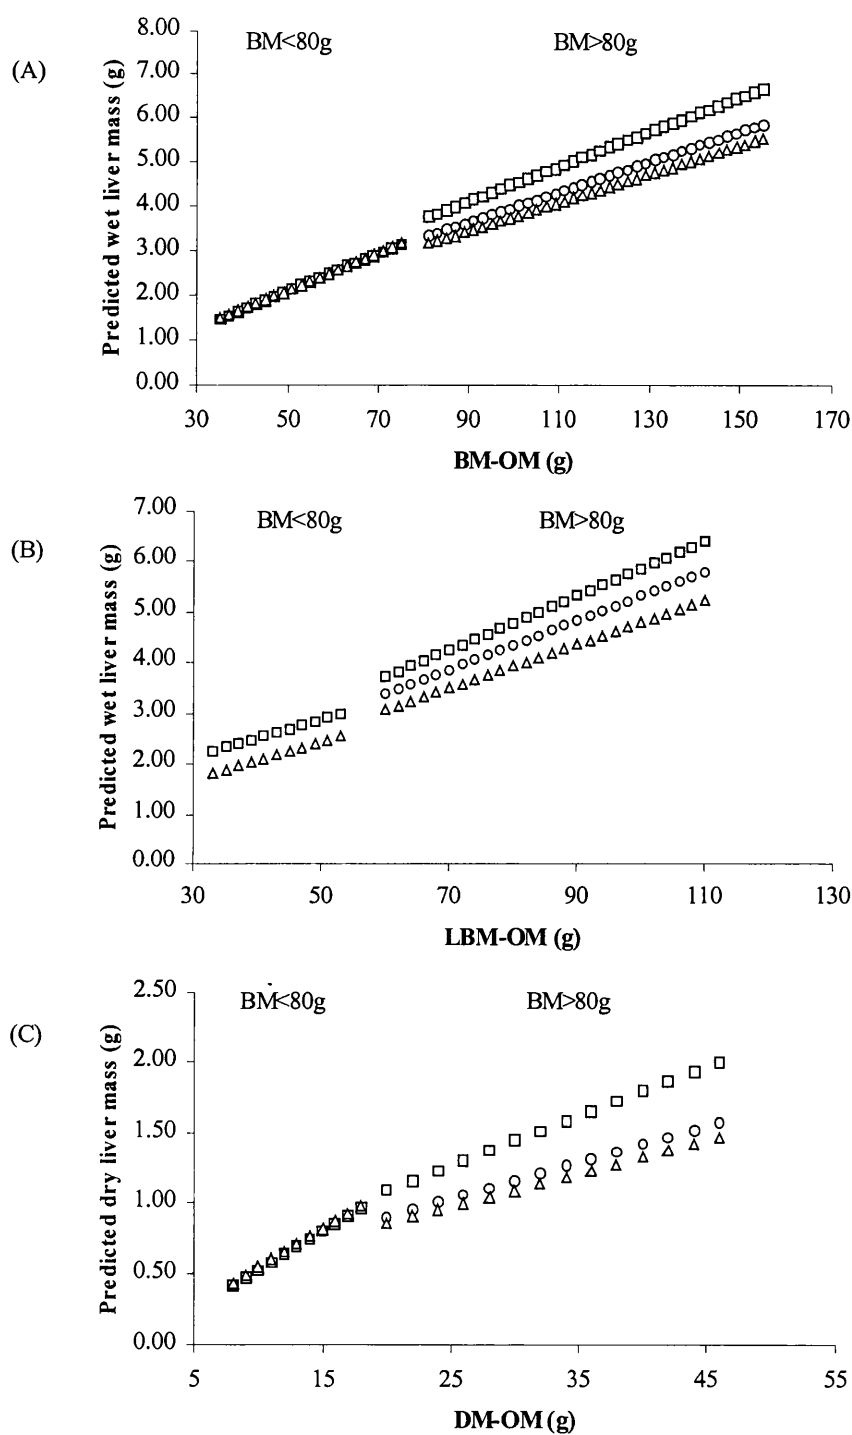 (A)
BM<80g
BM>80g
Predicted wet liver mass (g)
8.00
7.00
6.00
5.00
4.00
3.00
2.00
1.00
0.00
30
50
70
90
110
130
150
170
BM-OM (g)
(B)
BM<80g
BM>80g
Predicted wet liver mass (g)
7.00
6.00
5.00
4.00
3.00
2.00
1.00
0.00
30
50
70
90
110
130
LBM-OM (g)
(C)
BM<80g
BM>80g
Predicted dry liver mass (g)
2.50
2.00
1.50
1.00
0.50
0.00
5
15
25
35
45
55
DM-OM (g)